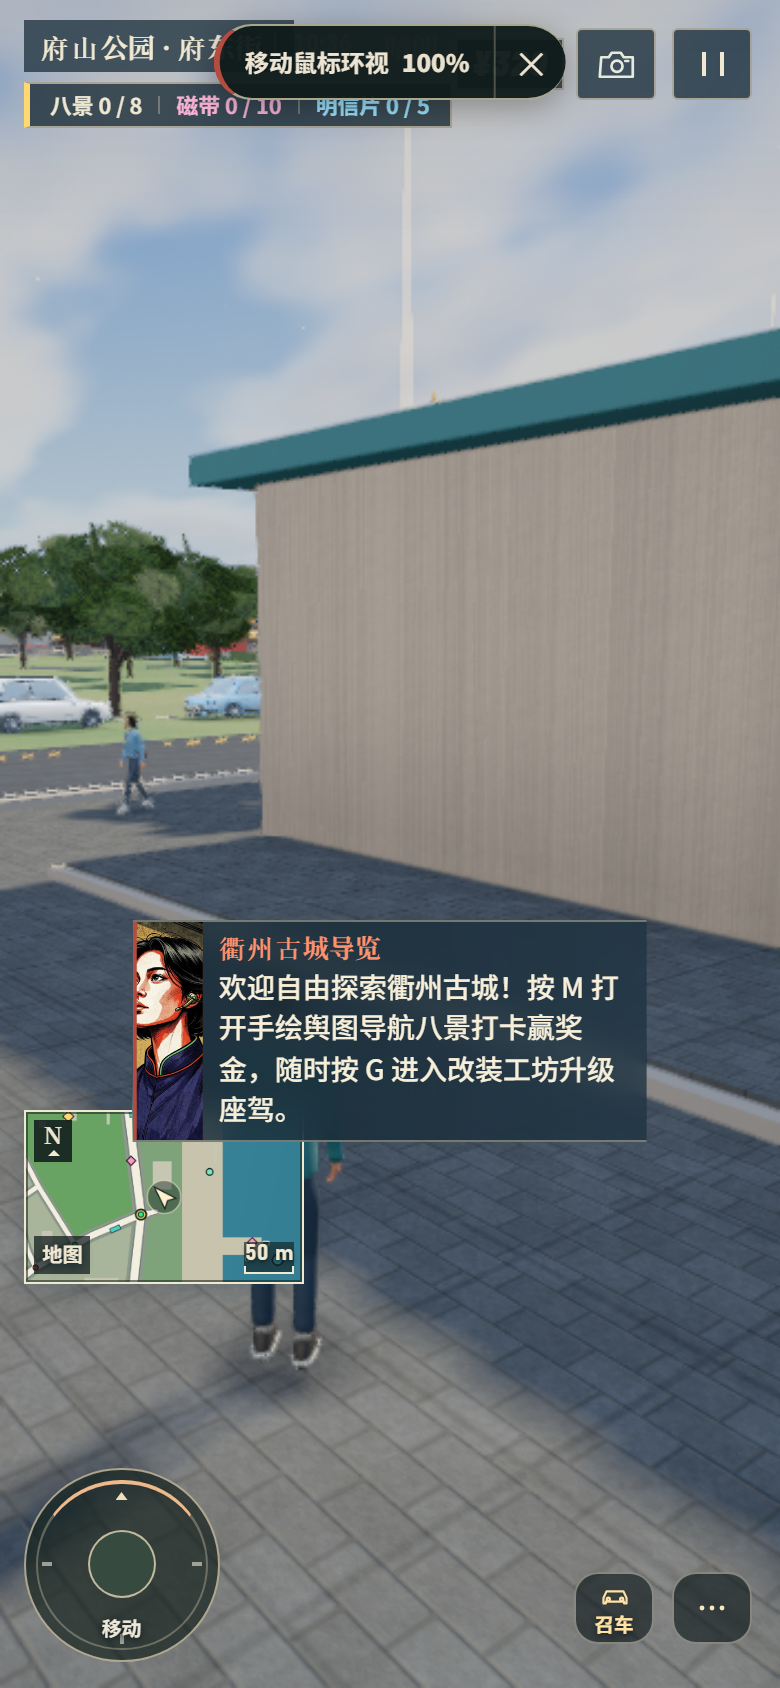 府山公园·府东
移动鼠标环视 100%
八景 0/8 磁带 0/10 明信片 0/5
衢州古城导览
欢迎自由探索衢州古城！按 M 打
开手绘舆图导航八景打卡赢奖
金，随时按 G 进入改装工坊升级
座驾。
N
地图
50 m
移动
召车